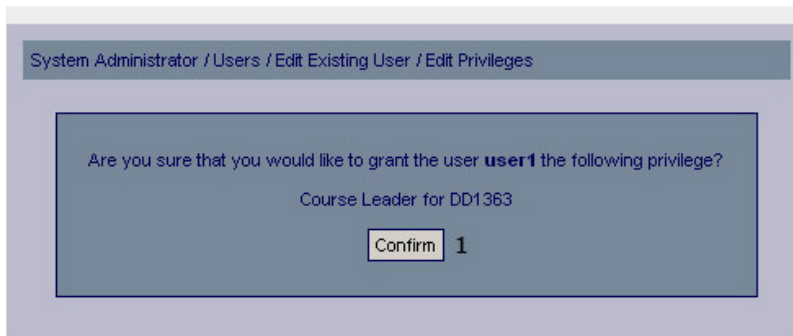 System Administrator / Users / Edit Existing User / Edit Privileges
Are you sure that you would like to grant the user user1 the following privilege?
Course Leader for DD1363
Confirm 1